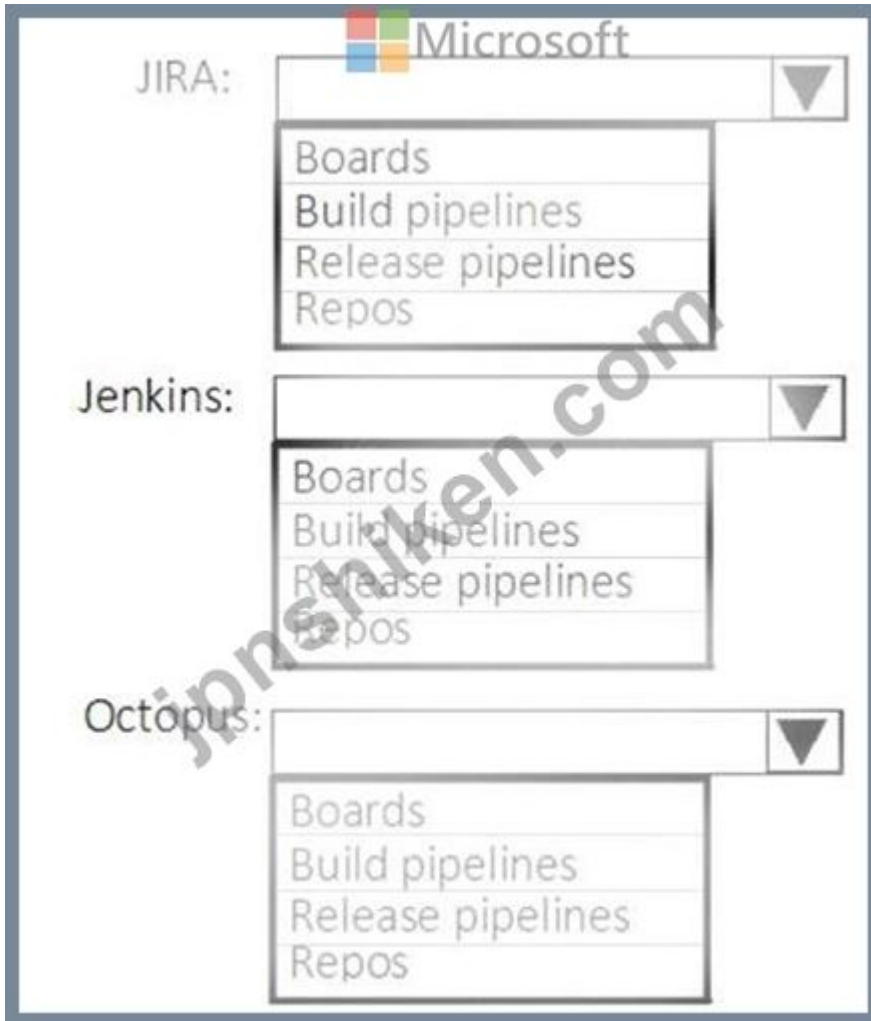 Microsoft
JIRA:
Boards
Build pipelines
Release pipelines
Repos
Jenkins:
Boards
Build pipelines
Release pipelines
Repos
Octopus:
Boards
Build pipelines
Release pipelines
Repos
jpnshiken.com